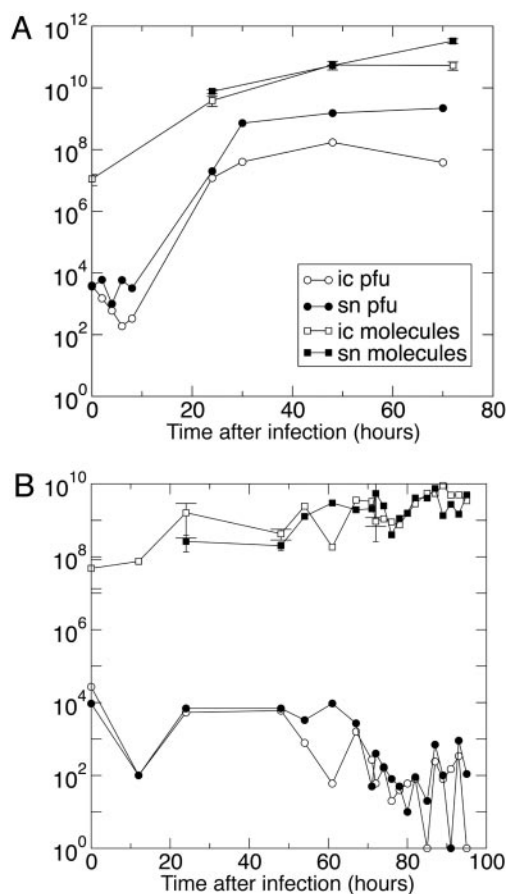 A
10^12
10^10
10^8
10^6
10^4
10^2
10^0
0 20 40 60 80
Time after infection (hours)
ic pfu
sn pfu
ic molecules
sn molecules
B
10^10
10^8
10^6
10^4
10^2
10^0
0 20 40 60 80 100
Time after infection (hours)